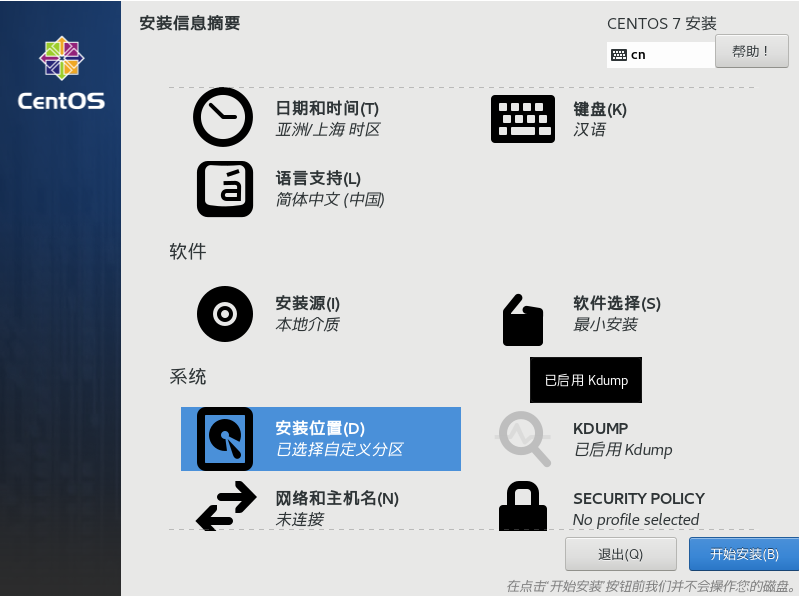 安装信息摘要
CENTOS 7 安装
cn
帮助！
CentOS
日期和时间(T)
亚洲/上海 时区
键盘(K)
汉语
语言支持(L)
简体中文 (中国)
软件
安装源(I)
本地介质
软件选择(S)
最小安装
系统
已启用 Kdump
安装位置(D)
已选择自定义分区
KDUMP
已启用 Kdump
网络和主机名(N)
未连接
SECURITY POLICY
No profile selected
退出(Q)
开始安装(B)
在点击'开始安装'按钮前我们并不会操作您的磁盘。